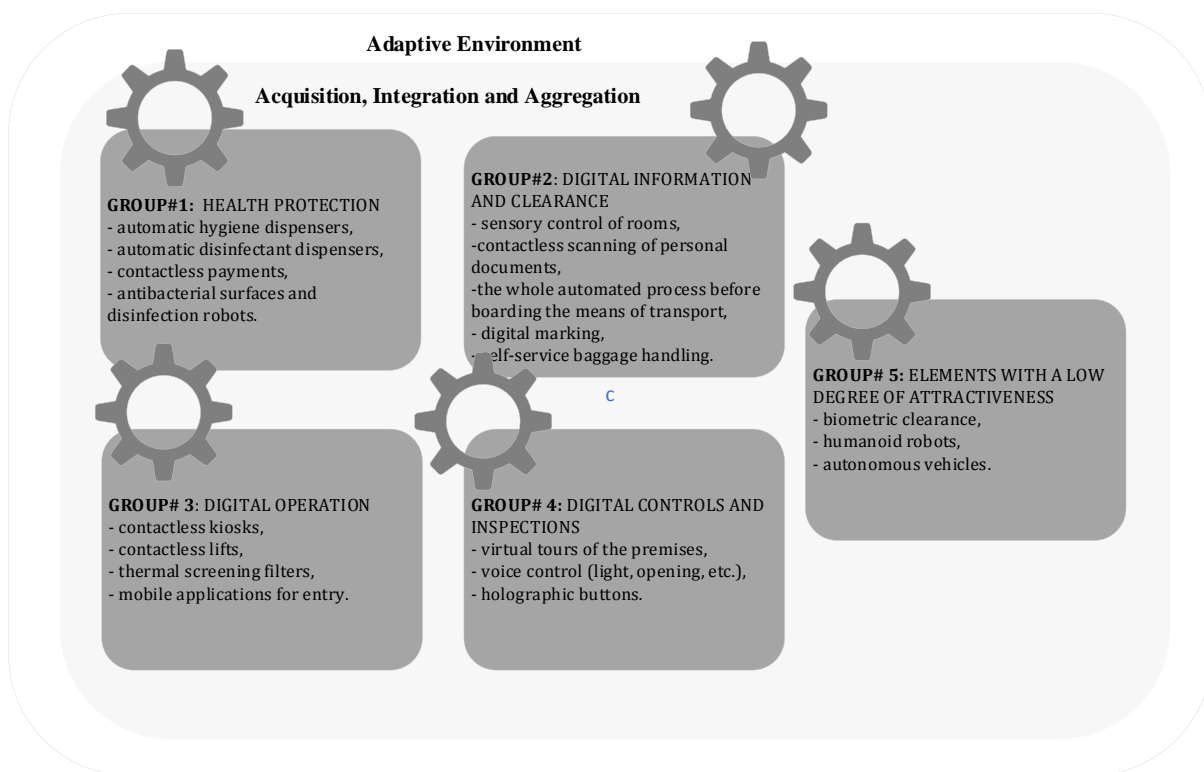 Adaptive Environment
Acquisition, Integration and Aggregation
GROUP#1: HEALTH PROTECTION
- automatic hygiene dispensers,
- automatic disinfectant dispensers,
- contactless payments,
- antibacterial surfaces and
disinfection robots.
GROUP#2: DIGITAL INFORMATION
AND CLEARANCE
- sensory control of rooms,
-contactless scanning of personal
documents,
-the whole automated process before
boarding the means of transport,
- digital marking,
- self-service baggage handling.
C
GROUP# 3: DIGITAL OPERATION
- contactless kiosks,
- contactless lifts,
- thermal screening filters,
- mobile applications for entry.
GROUP# 4: DIGITAL CONTROLS AND
INSPECTIONS
- virtual tours of the premises,
- voice control (light, opening, etc.),
- holographic buttons.
GROUP# 5: ELEMENTS WITH A LOW
DEGREE OF ATTRACTIVENESS
- biometric clearance,
- humanoid robots,
- autonomous vehicles.